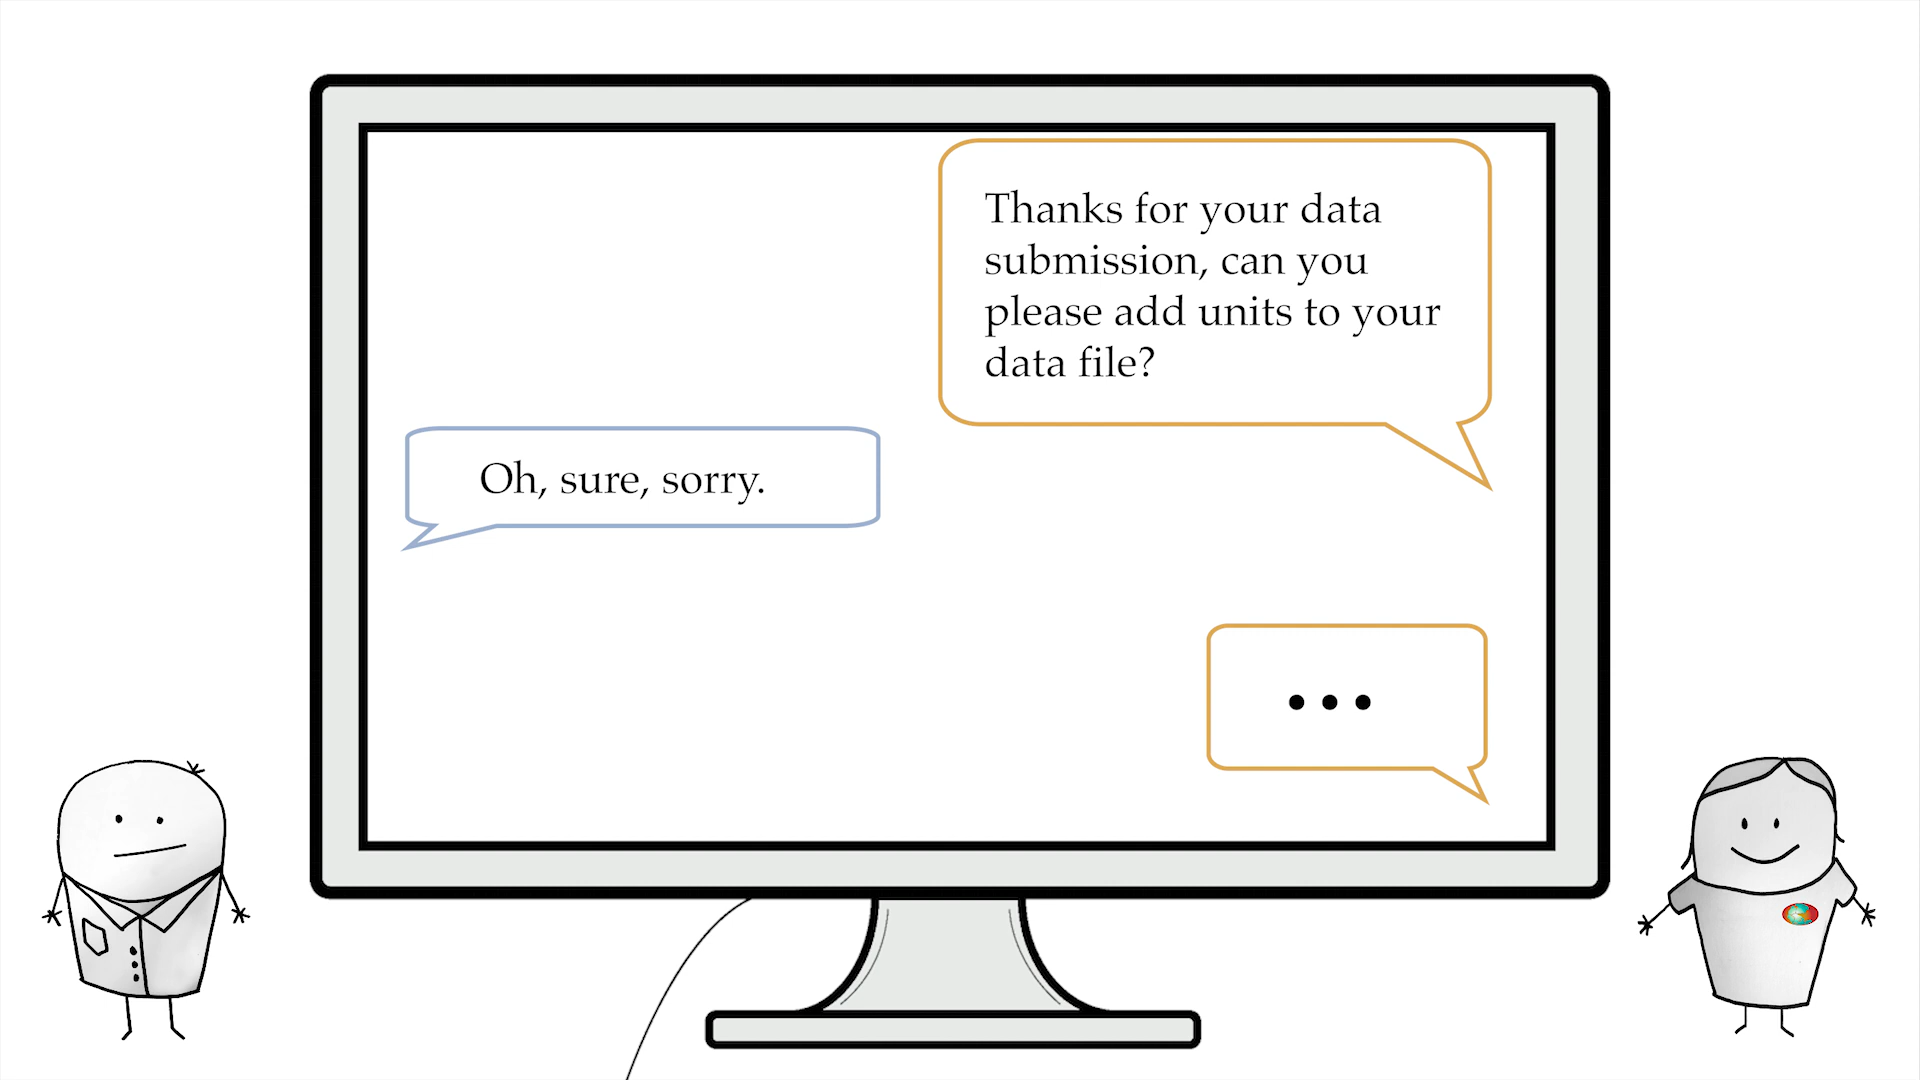 Thanks for your data
submission, can you
please add units to your
data file?
Oh, sure, sorry.
...